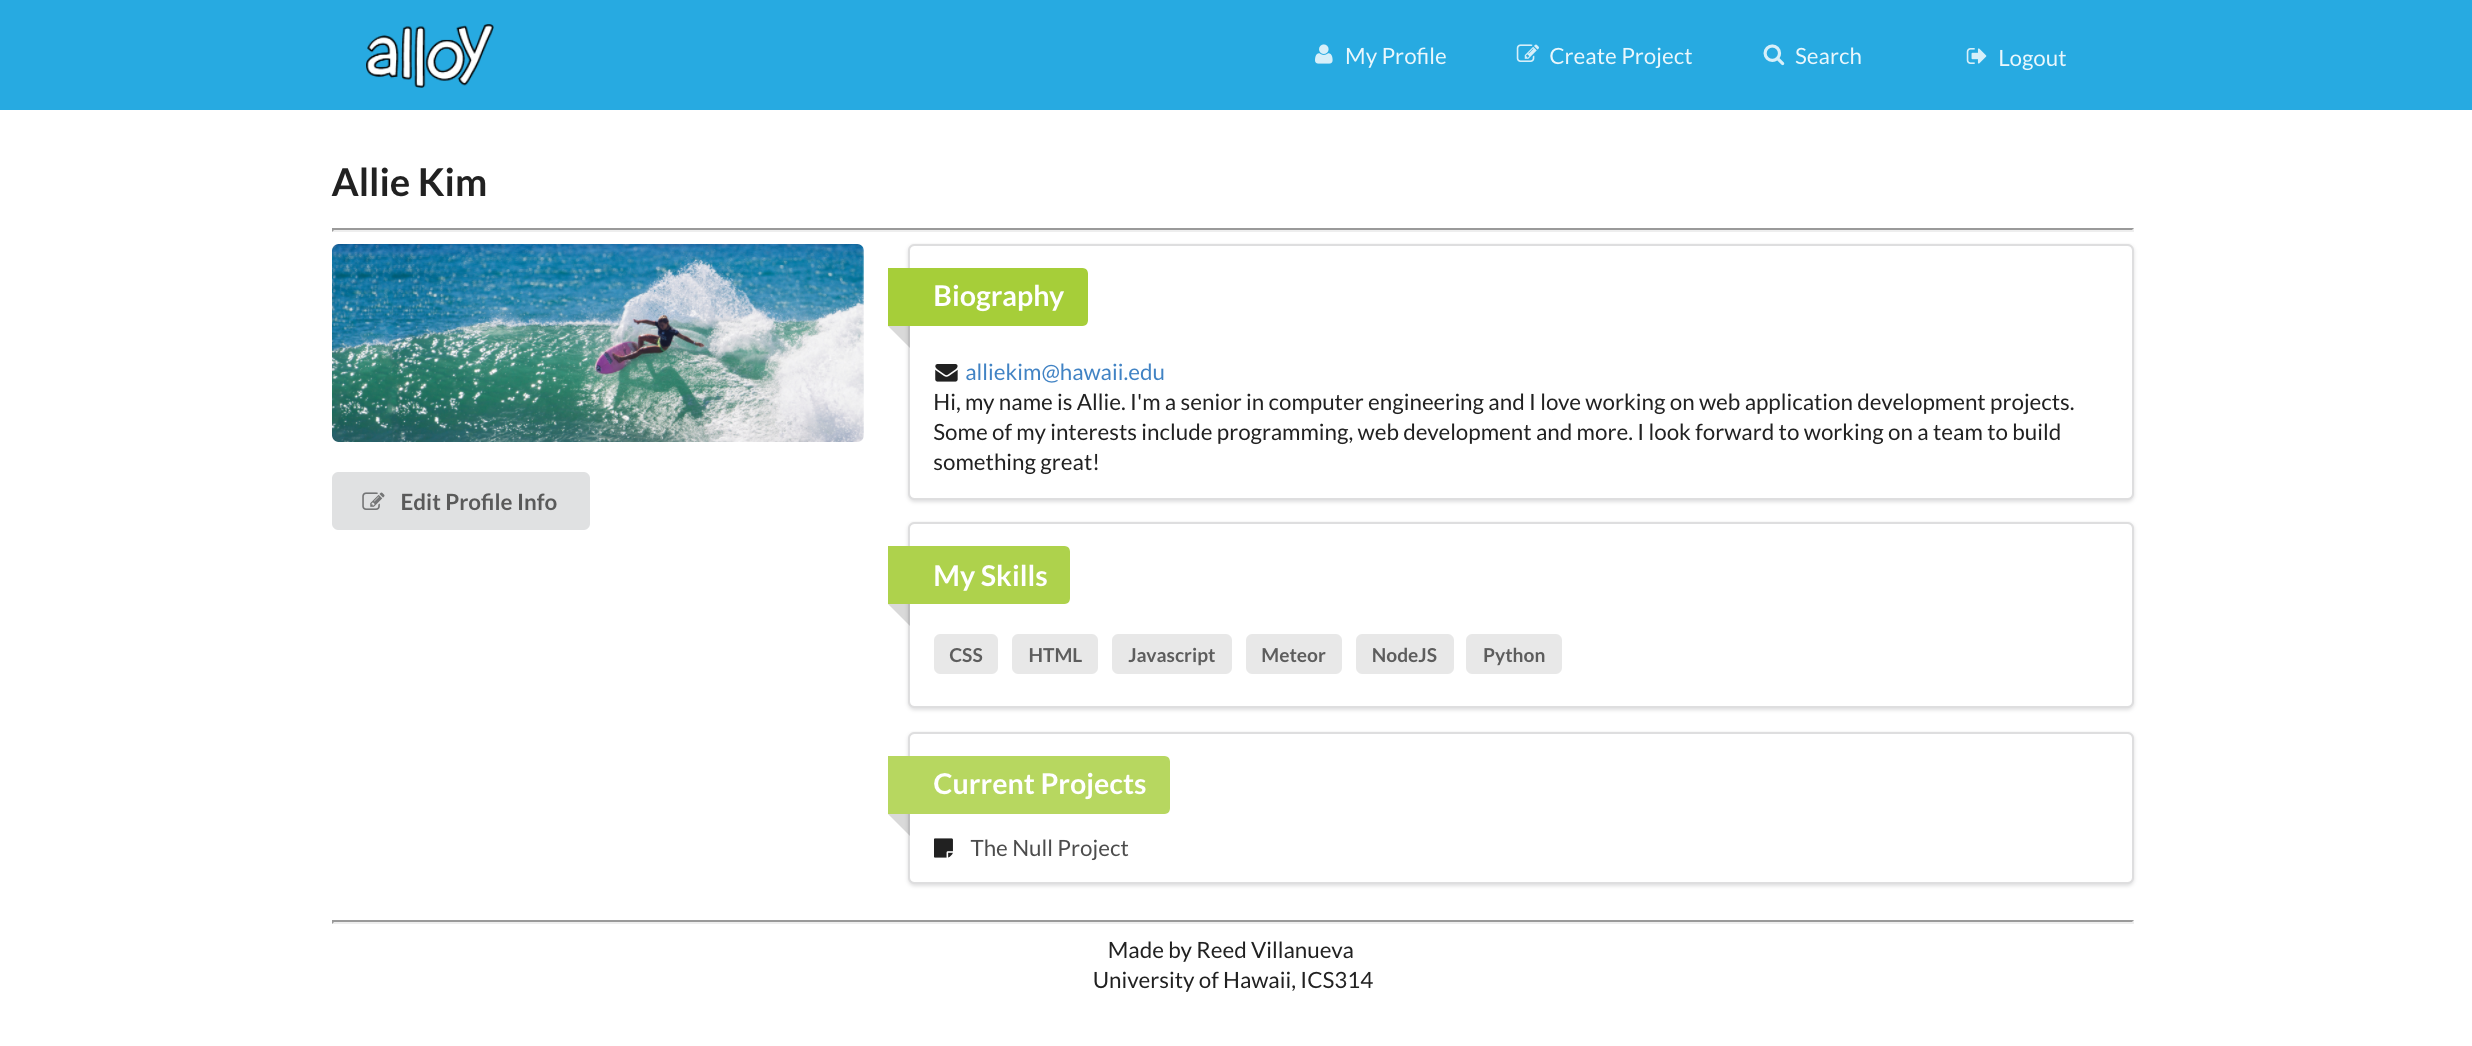 alloy
My Profile
Create Project
Search
Logout
Allie Kim
Edit Profile Info
Biography
alliekim@hawaii.edu
Hi, my name is Allie. I'm a senior in computer engineering and I love working on web application development projects.
Some of my interests include programming, web development and more. I look forward to working on a team to build
something great!
My Skills
CSS
HTML
Javascript
Meteor
NodeJS
Python
Current Projects
The Null Project
Made by Reed Villanueva
University of Hawaii, ICS314